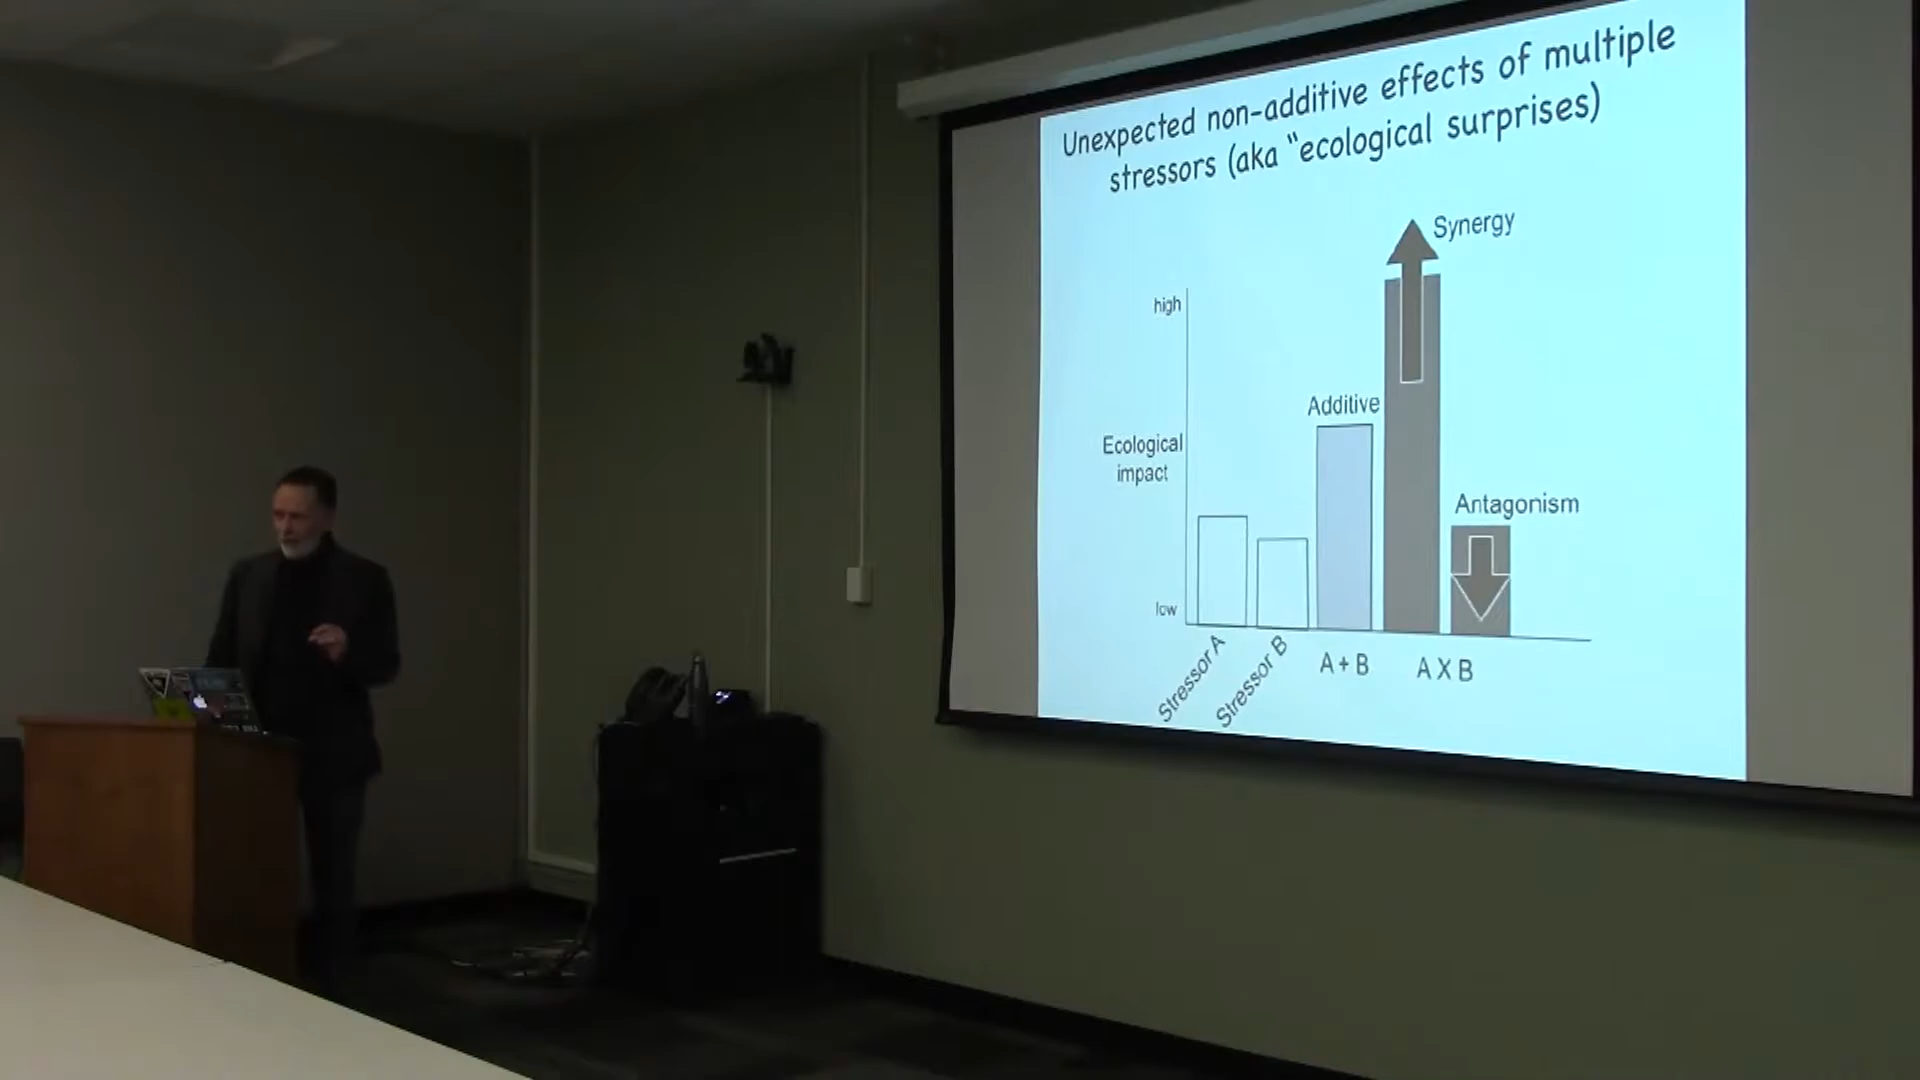 Unexpected non-additive effects of multiple
stressors (aka “ecological surprises)
Synergy
high
Additive
Ecological
impact
Antagonism
low
Stressor A
Stressor B
A + B
A X B